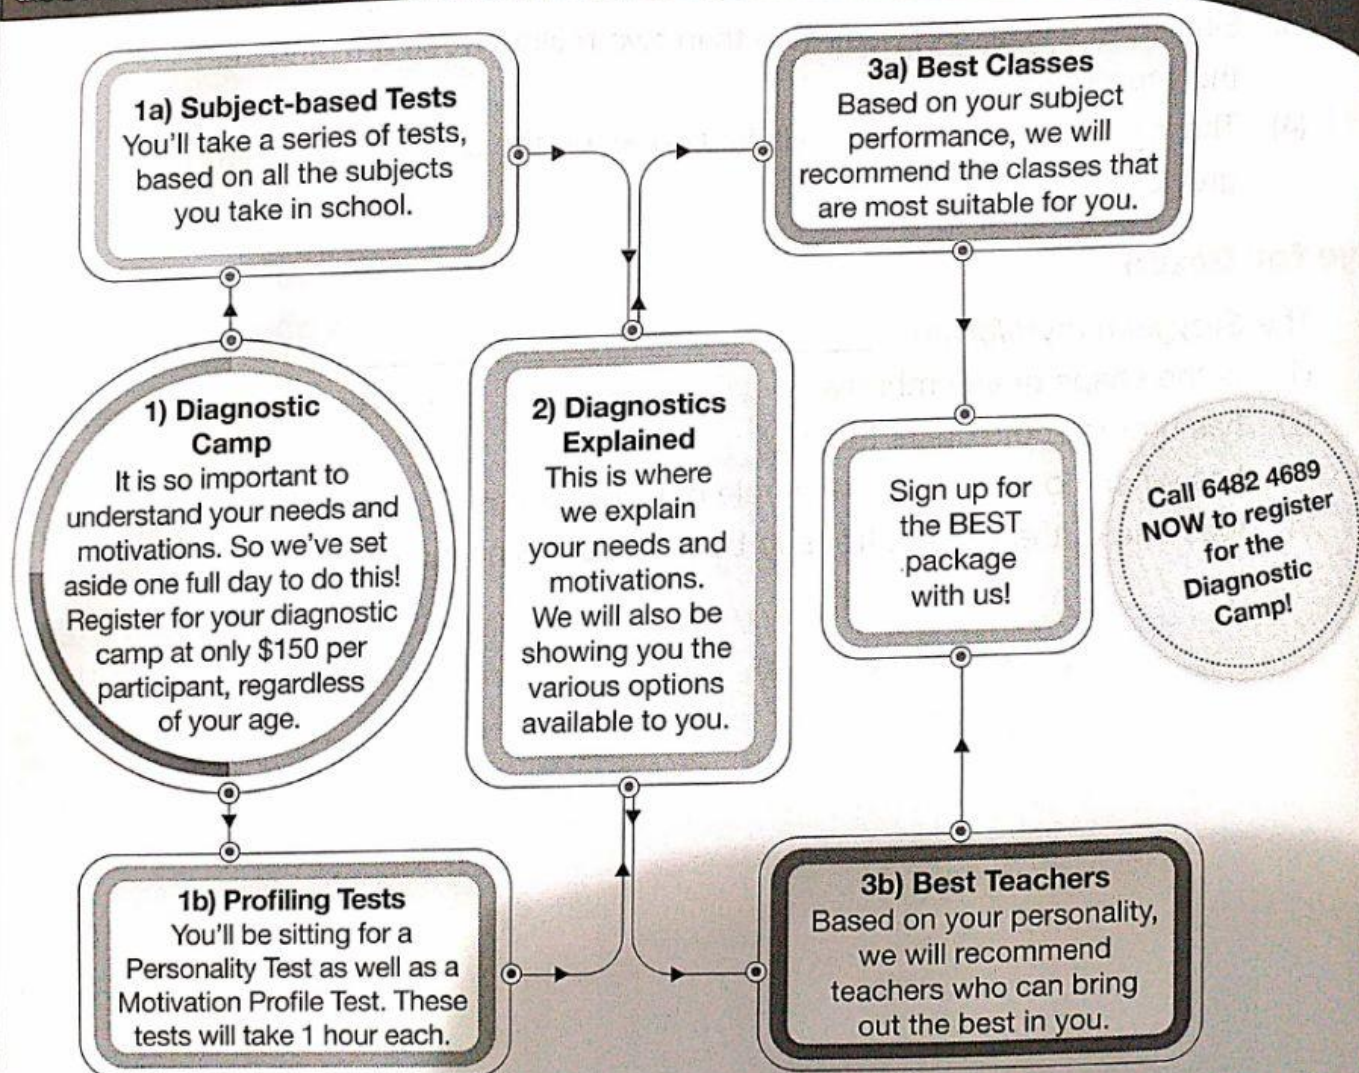 1a) Subject-based Tests
You'll take a series of tests,
based on all the subjects
you take in school.
3a) Best Classes
Based on your subject
performance, we will
recommend the classes that
are most suitable for you.
1) Diagnostic
Camp
It is so important to
understand your needs and
motivations. So we've set
aside one full day to do this!
Register for your diagnostic
camp at only $150 per
participant, regardless
of your age.
2) Diagnostics
Explained
This is where
we explain
your needs and
motivations.
We will also be
showing you the
various options
available to you.
Sign up for
the BEST
package
with us!
Call 6482 4689
NOW to register
for the
Diagnostic
Camp!
1b) Profiling Tests
You'll be sitting for a
Personality Test as well as a
Motivation Profile Test. These
tests will take 1 hour each.
3b) Best Teachers
Based on your personality,
we will recommend
teachers who can bring
out the best in you.